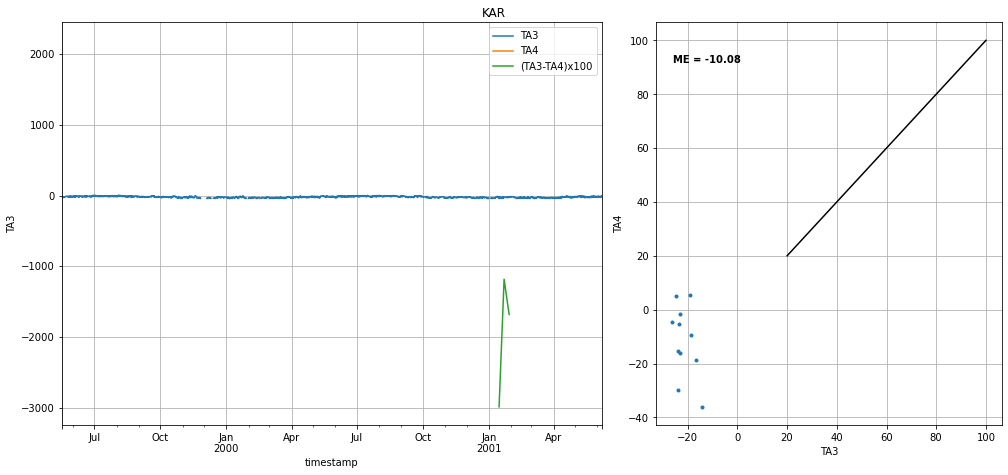 KAR
TA3
TA4
(TA3-TA4)x100
2000
1000
0
−1000
−2000
−3000
TA3
Jul Oct Jan Apr Jul Oct Jan Apr
2000 2001
timestamp
ME = -10.08
100
80
60
40
20
0
−20
−40
TA4
−20 0 20 40 60 80 100
TA3